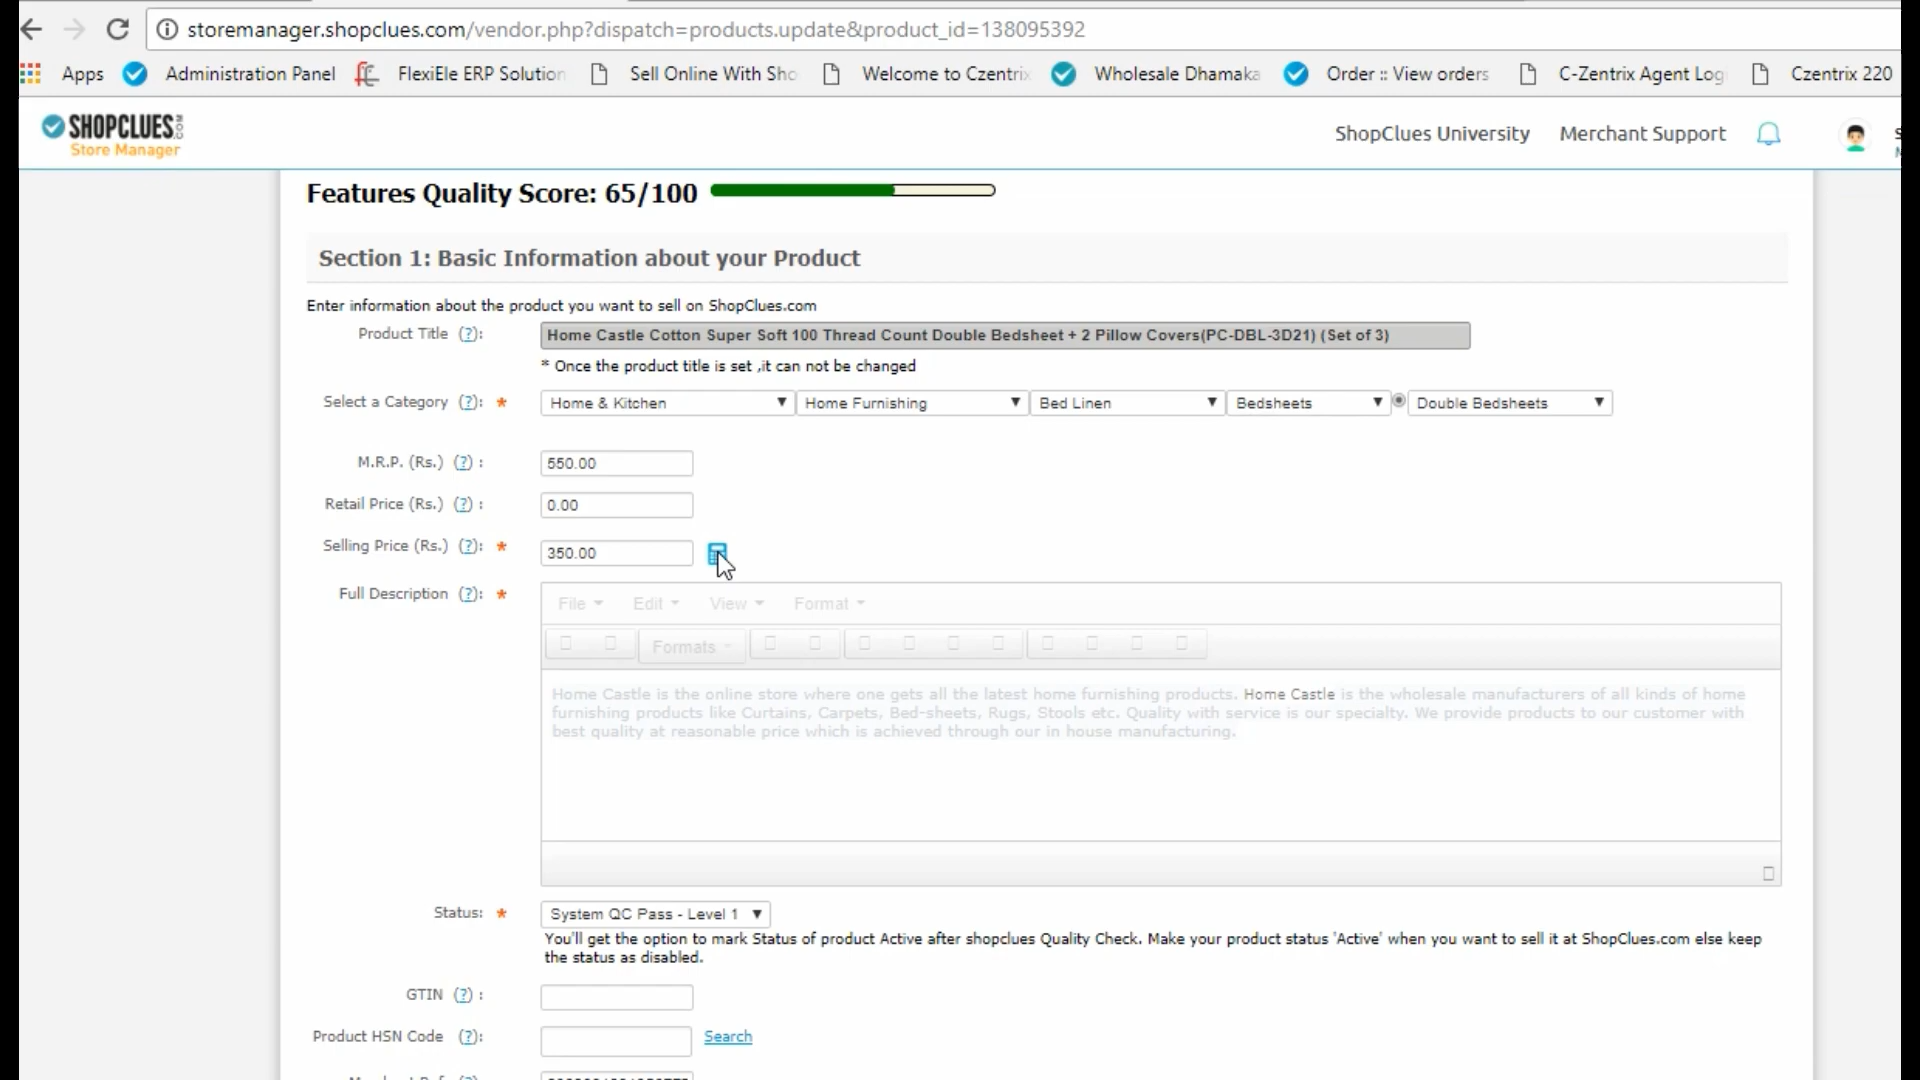 storemanager.shopclues.com/vendor.php?dispatch=products.update&product_id=138095392
Apps Administration Panel FlexiEle ERP Solution Sell Online With Sho Welcome to Czentrix Wholesale Dhamaka Order :: View orders C-Zentrix Agent Log Czentrix 220
SHOPCLUES.COM
Store Manager
ShopClues University Merchant Support
Features Quality Score: 65/100
Section 1: Basic Information about your Product
Enter information about the product you want to sell on ShopClues.com
Product Title (?): Home Castle Cotton Super Soft 100 Thread Count Double Bedsheet + 2 Pillow Covers(PC-DBL-3D21) (Set of 3)
* Once the product title is set ,it can not be changed
Select a Category (?): * Home & Kitchen Home Furnishing Bed Linen Bedsheets Double Bedsheets
M.R.P. (Rs.) (?) : 550.00
Retail Price (Rs.) (?) : 0.00
Selling Price (Rs.) (?): * 350.00
Full Description (?): * File Edit View Format
Formats
Home Castle is the online store where one gets all the latest home furnishing products. Home Castle is the wholesale manufacturers of all kinds of home
furnishing products like Curtains, Carpets, Bed-sheets, Rugs, Stools etc. Quality with service is our specialty. We provide products to our customer with
best quality at reasonable price which is achieved through our in house manufacturing.
Status: * System QC Pass - Level 1
You'll get the option to mark Status of product Active after shopclues Quality Check. Make your product status 'Active' when you want to sell it at ShopClues.com else keep
the status as disabled.
GTIN (?) :
Product HSN Code (?): Search